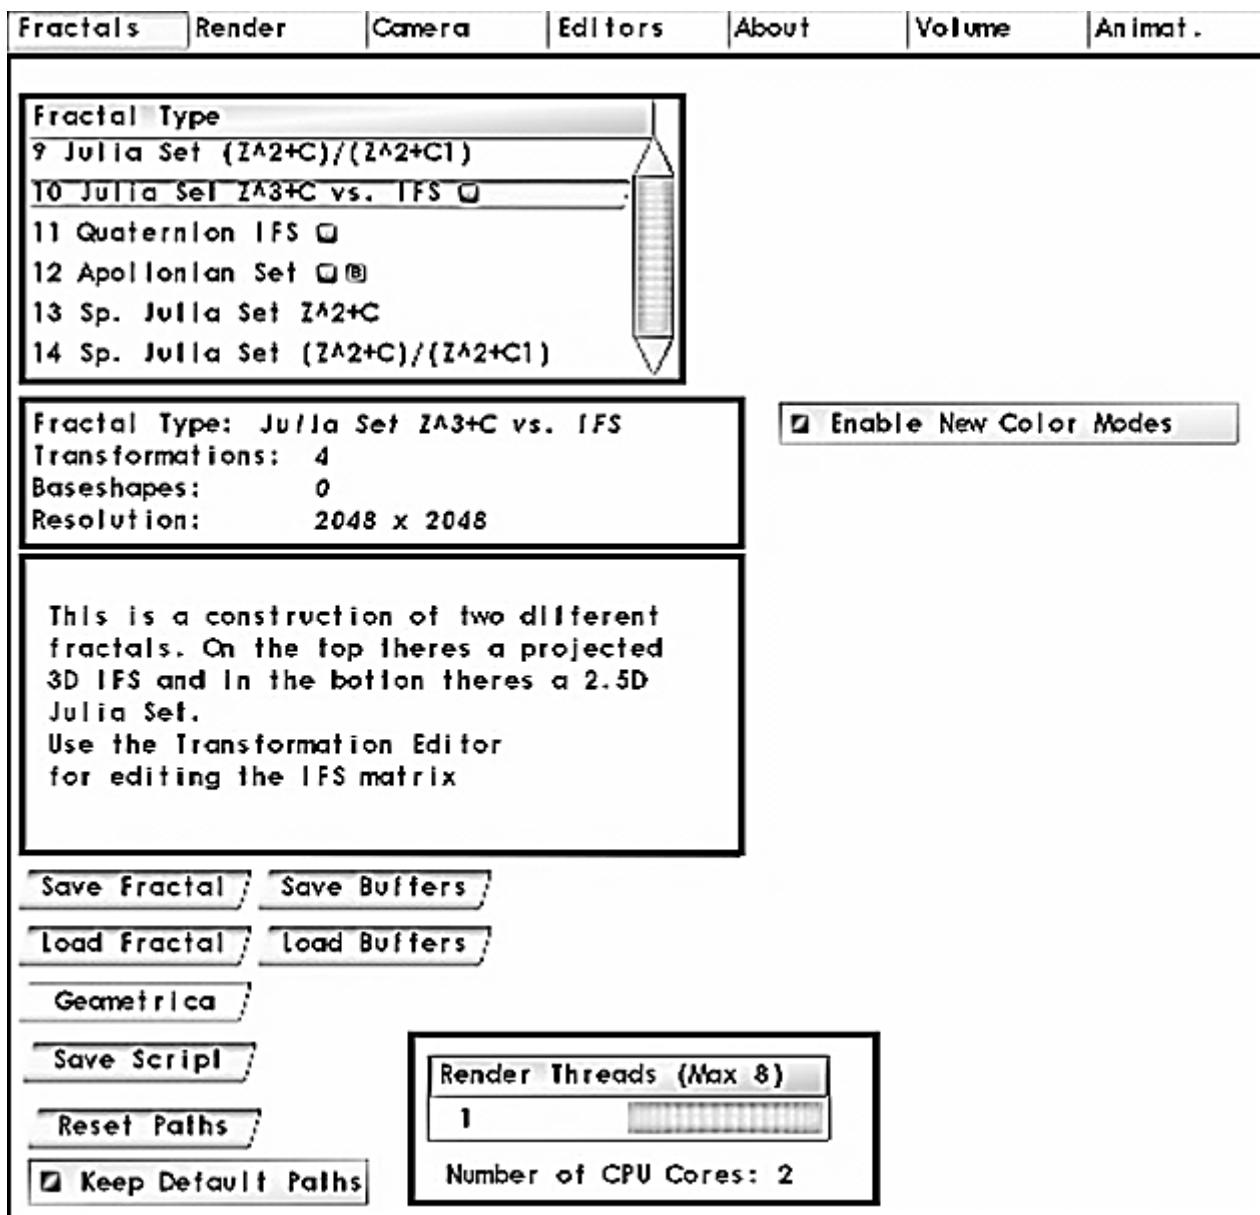 Fractals Render Camera Editors About Volume Animat.
Fractal Type
9 Julia Set (Z^2+C)/(Z^2+C1)
10 Julia Set Z^3+C vs. IFS
11 Quaternion IFS
12 Apollonian Set B
13 Sp. Julia Set Z^2+C
14 Sp. Julia Set (Z^2+C)/(Z^2+C1)
Fractal Type: Julia Set Z^3+C vs. IFS
Transformations: 4
Baseshapes: 0
Resolution: 2048 x 2048
Enable New Color Modes
This is a construction of two different
fractals. On the top theres a projected
3D IFS and in the botton theres a 2.5D
Julia Set.
Use the Transformation Editor
for editing the IFS matrix
Save Fractal Save Buffers
Load Fractal Load Buffers
Geometrica
Save Script
Reset Paths
Keep Default Paths
Render Threads (Max 8)
1
Number of CPU Cores: 2